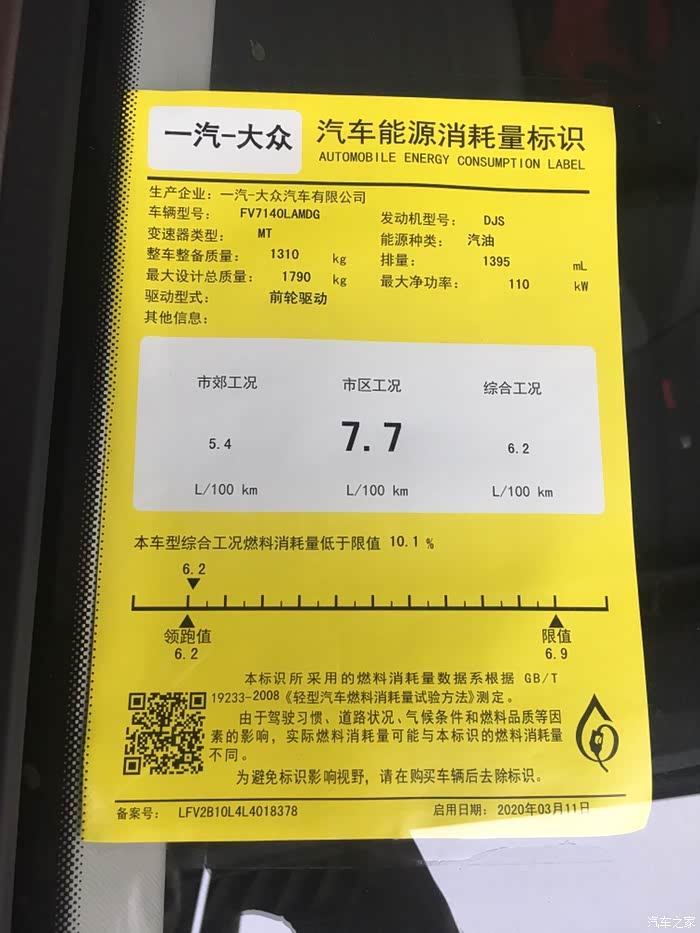 一汽-大众
汽车能源消耗量标识
AUTOMOBILE ENERGY CONSUMPTION LABEL
生产企业：一汽-大众汽车有限公司
车辆型号： FV7140LAMDG 发动机型号： DJS
变速器类型： MT 能源种类： 汽油
整车整备质量： 1310 kg 排量： 1395 mL
最大设计总质量： 1790 kg 最大净功率： 110 kW
驱动型式： 前轮驱动
其他信息：
市郊工况 市区工况 综合工况
5.4 7.7 6.2
L/100 km L/100 km L/100 km
本车型综合工况燃料消耗量低于限值 10.1 %
6.2
领跑值 限值
6.2 6.9
本标识所采用的燃料消耗量数据系根据 GB/T
19233-2008《轻型汽车燃料消耗量试验方法》测定。
由于驾驶习惯、道路状况、气候条件和燃料品质等因
素的影响，实际燃料消耗量可能与本标识的燃料消耗量
不同。
为避免标识影响视野，请在购买车辆后去除标识。
备案号： LFV2B10L4L4018378 启用日期： 2020年03月11日
汽车之家